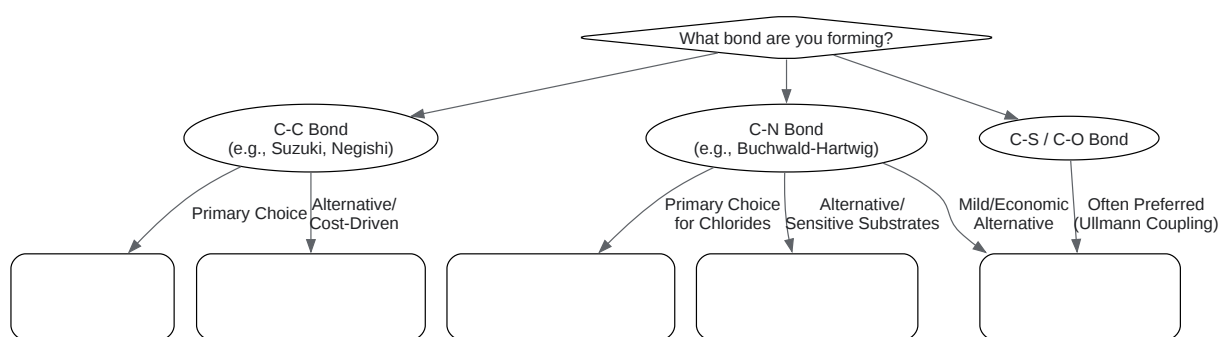 What bond are you forming?
C-C Bond
(e.g., Suzuki, Negishi)
C-N Bond
(e.g., Buchwald-Hartwig)
C-S / C-O Bond
Primary Choice
Alternative/
Cost-Driven
Primary Choice
for Chlorides
Alternative/
Sensitive Substrates
Mild/Economic
Alternative
Often Preferred
(Ullmann Coupling)